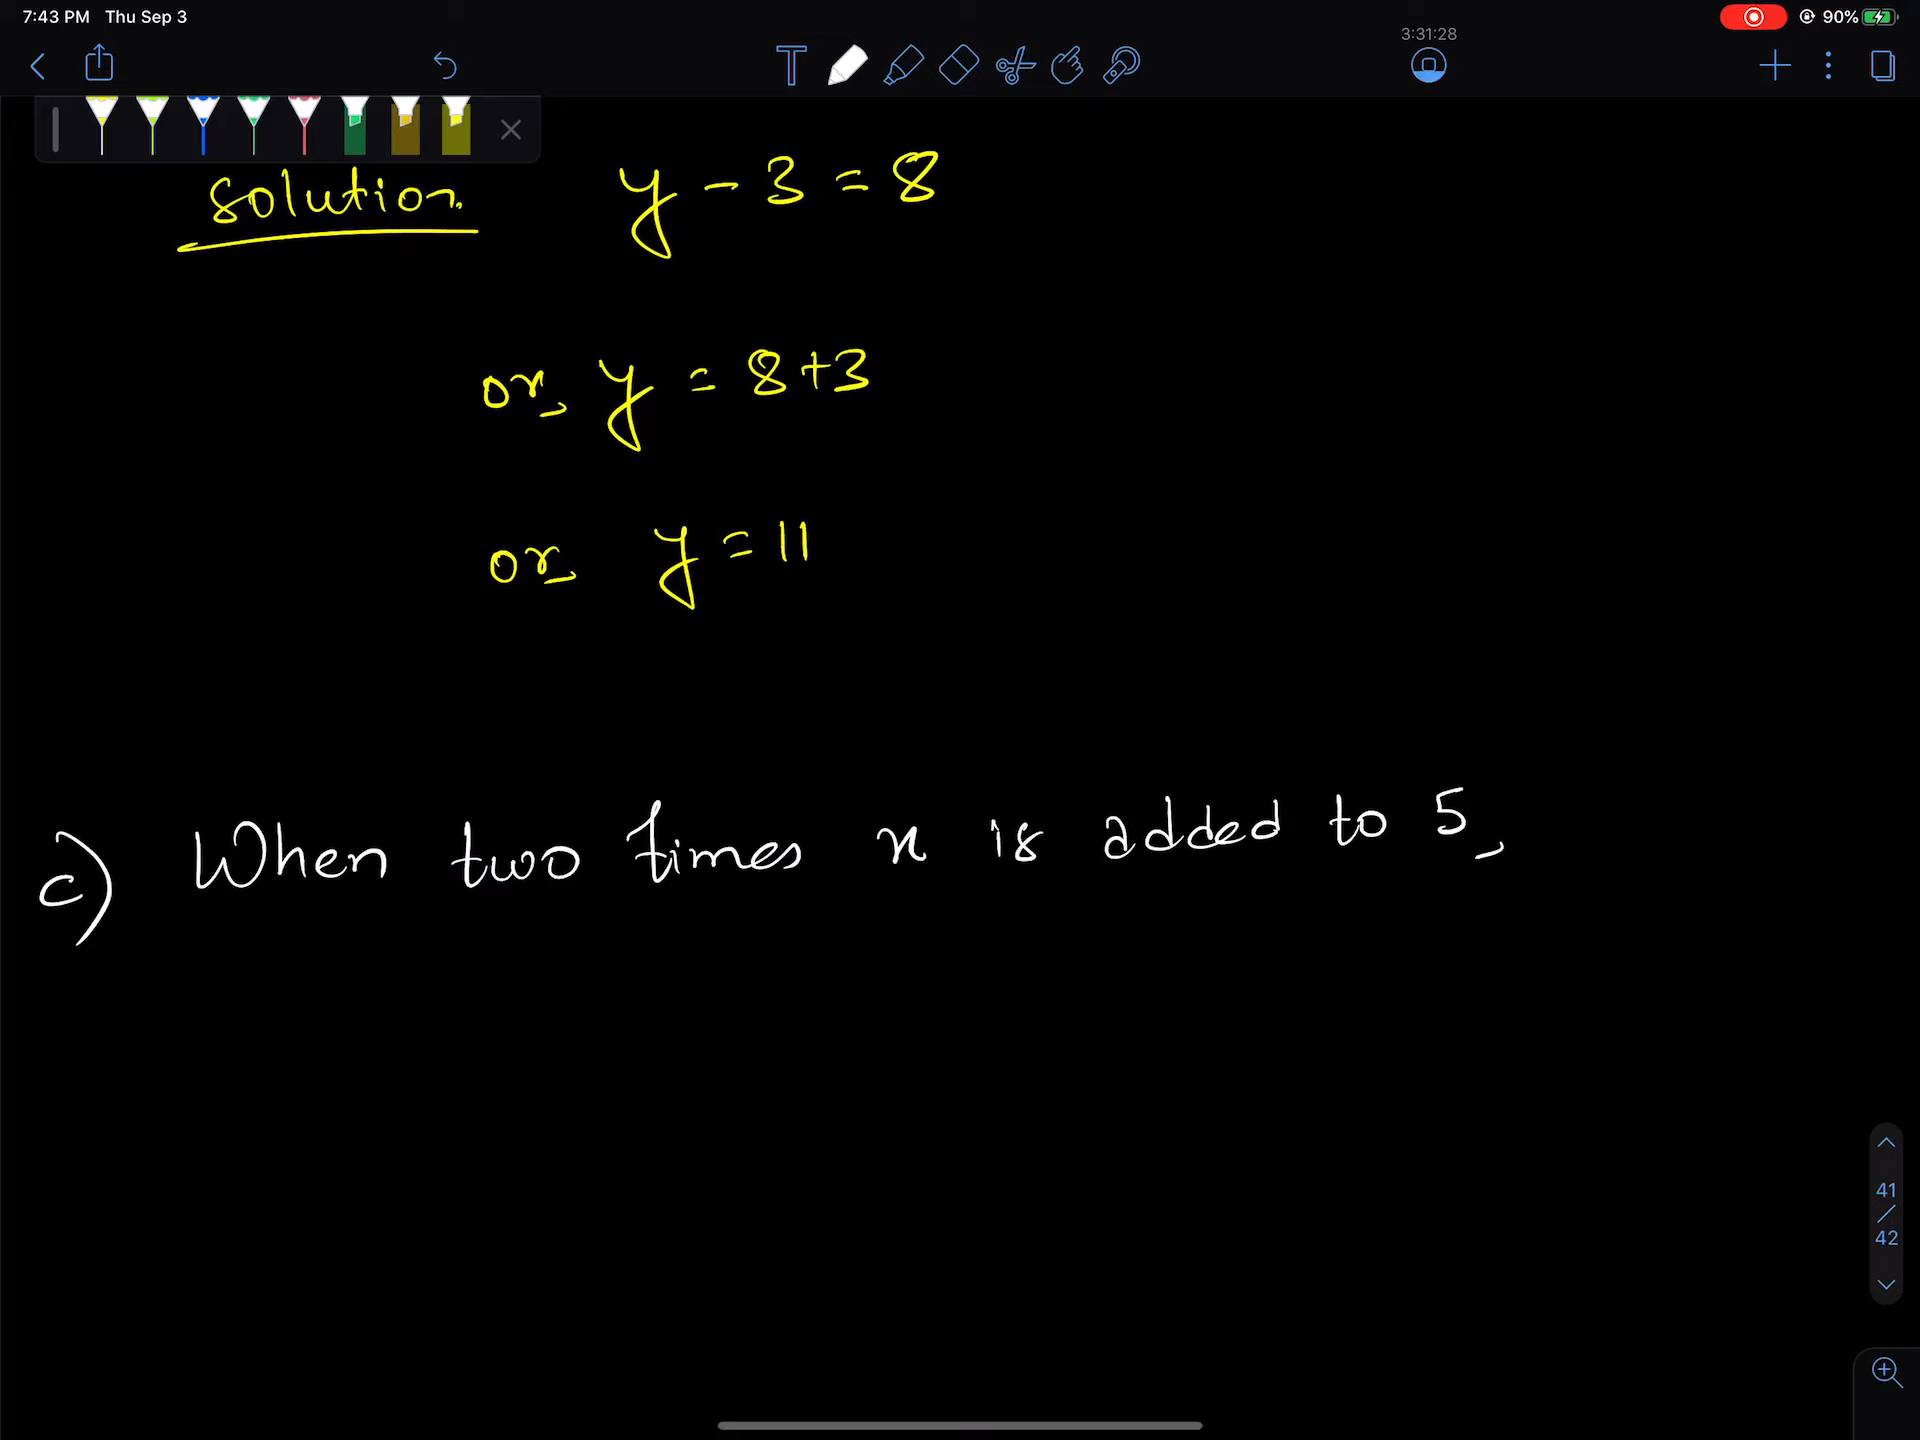 7:43 PM Thu Sep 3
90%
3:31:28
T
Solution
y - 3 = 8
or, y = 8+3
or, y = 11
c) When two times x is added to 5,
41
/
42